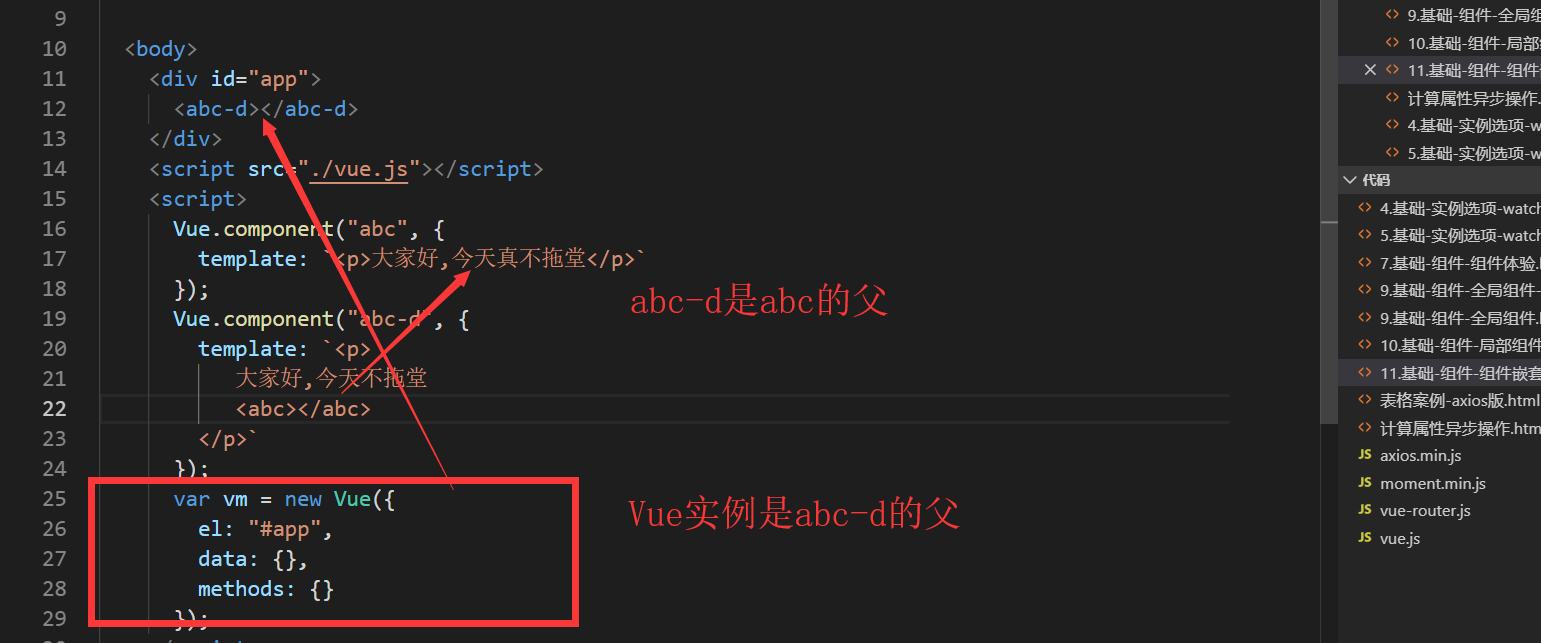 9
10 <body>
11 <div id="app">
12 <abc-d></abc-d>
13 </div>
14 <script src="./vue.js"></script>
15 <script>
16 Vue.component("abc", {
17 template: `<p>大家好,今天真不拖堂</p>`
18 });
19 Vue.component("abc-d", {
20 template: `<p>
21 大家好,今天不拖堂
22 <abc></abc>
23 </p>`
24 });
25 var vm = new Vue({
26 el: "#app",
27 data: {},
28 methods: {}
29 });
abc-d是abc的父
Vue实例是abc-d的父
<> 9.基础-组件-全局组
<> 10.基础-组件-局部
<> 11.基础-组件-组件
<> 计算属性异步操作.
<> 4.基础-实例选项-w
<> 5.基础-实例选项-w
代码
<> 4.基础-实例选项-watch
<> 5.基础-实例选项-watch
<> 7.基础-组件-组件体验.
<> 9.基础-组件-全局组件-
<> 9.基础-组件-全局组件.
<> 10.基础-组件-局部组件
<> 11.基础-组件-组件嵌套
<> 表格案例-axios版.html
<> 计算属性异步操作.htm
JS axios.min.js
JS moment.min.js
JS vue-router.js
JS vue.js